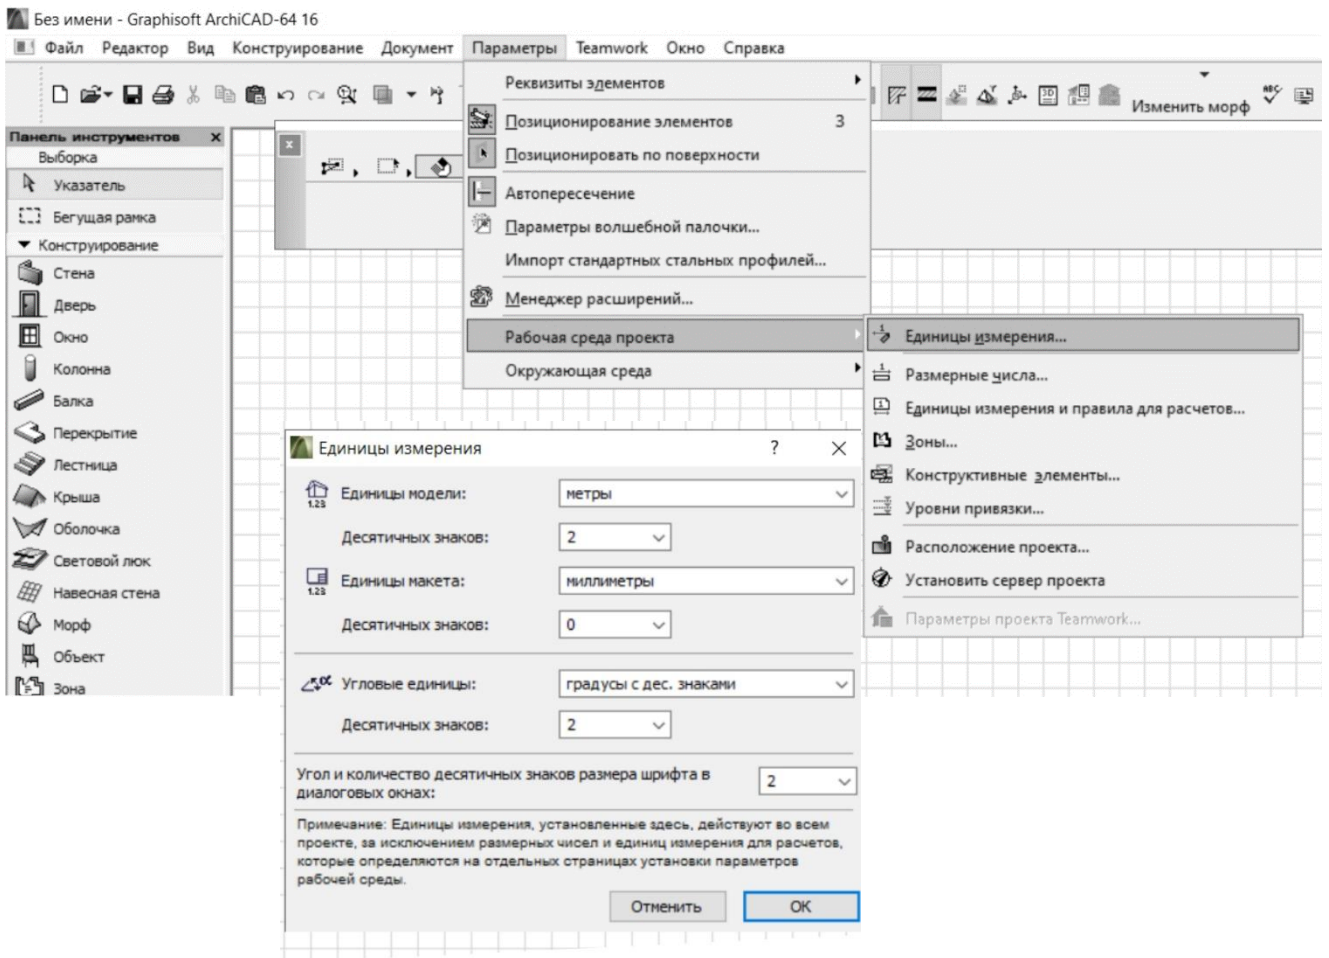 Без имени - Graphisoft ArchiCAD-64 16
Файл Редактор Вид Конструирование Документ Параметры Teamwork Окно Справка
Изменить морф
ABC
3D
Панель инструментов x
Выборка
Указатель
Бегущая рамка
Конструирование
Стена
Дверь
Окно
Колонна
Балка
Перекрытие
Лестница
Крыша
Оболочка
Световой люк
Навесная стена
Морф
Объект
Зона
Реквизиты элементов
Позиционирование элементов 3
Позиционировать по поверхности
Автопересечение
Параметры волшебной палочки...
Импорт стандартных стальных профилей...
Менеджер расширений...
Рабочая среда проекта
Окружающая среда
Единицы измерения...
Размерные числа...
Единицы измерения и правила для расчетов...
Зоны...
Конструктивные элементы...
Уровни привязки...
Расположение проекта...
Установить сервер проекта
Параметры проекта Teamwork...
Единицы измерения ?
1.23 Единицы модели: метры
Десятичных знаков: 2
1.23 Единицы макета: миллиметры
Десятичных знаков: 0
α Угловые единицы: градусы с дес. знаками
Десятичных знаков: 2
Угол и количество десятичных знаков размера шрифта в 2
диалоговых окнах:
Примечание: Единицы измерения, установленные здесь, действуют во всем
проекте, за исключением размерных чисел и единиц измерения для расчетов,
которые определяются на отдельных страницах установки параметров
рабочей среды.
Отменить OK